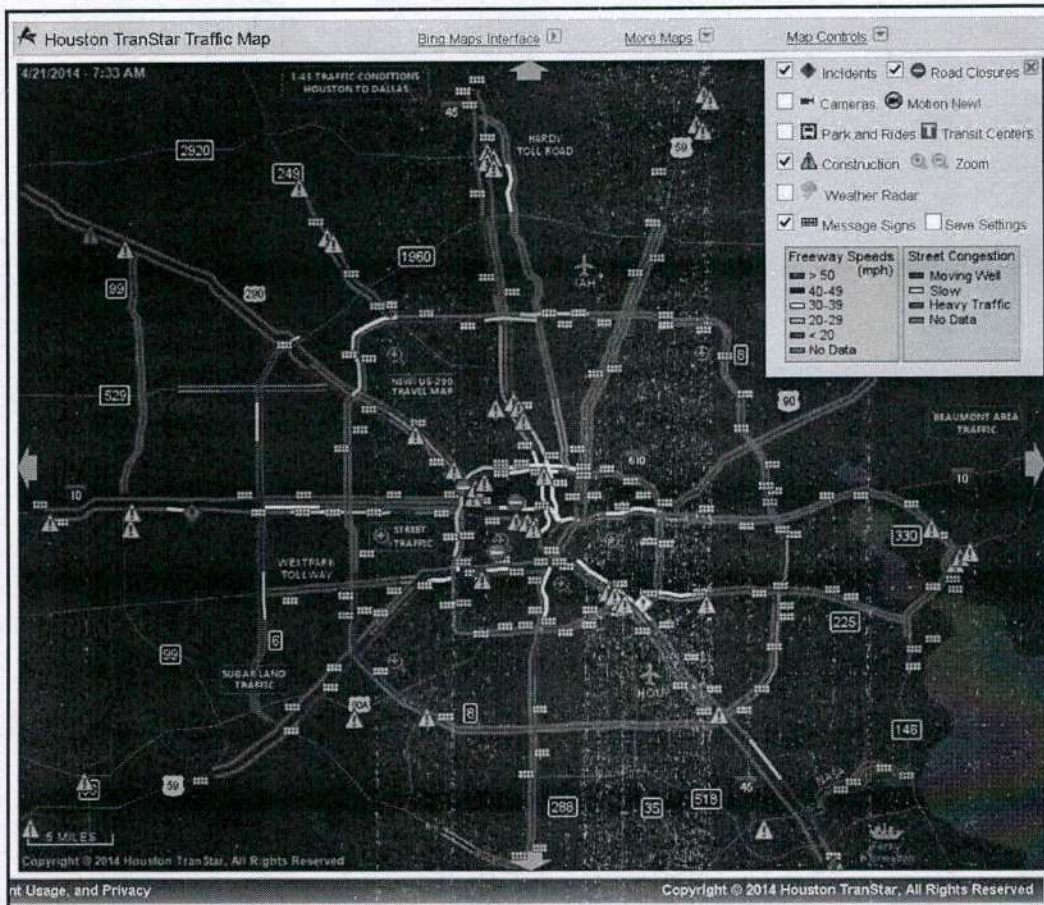 Houston TranStar Traffic Map
Bing Maps Interface
More Maps
Map Controls
4/21/2014 - 7:33 AM
I-45 TRAFFIC CONDITIONS
HOUSTON TO DALLAS
Incidents
Road Closures
Cameras
Motion New!
Park and Rides
Transit Centers
Construction
Zoom
Weather Radar
Message Signs
Save Settings
Freeway Speeds
(mph)
> 50
40-49
30-39
20-29
< 20
No Data
Street Congestion
Moving Well
Slow
Heavy Traffic
No Data
45
HARDY
TOLL ROAD
59
2920
249
1960
99
290
IAH
8
529
NEW! US-290
TRAVEL MAP
90
BEAUMONT AREA
TRAFFIC
610
10
10
STREET
TRAFFIC
330
WESTPARK
TOLLWAY
225
99
6
SUGAR LAND
TRAFFIC
90A
HOU
8
146
NASA
59
288
35
518
45
5 MILES
Ferry
Information
Copyright © 2014 Houston TranStar, All Rights Reserved
nt Usage, and Privacy
Copyright © 2014 Houston TranStar, All Rights Reserved